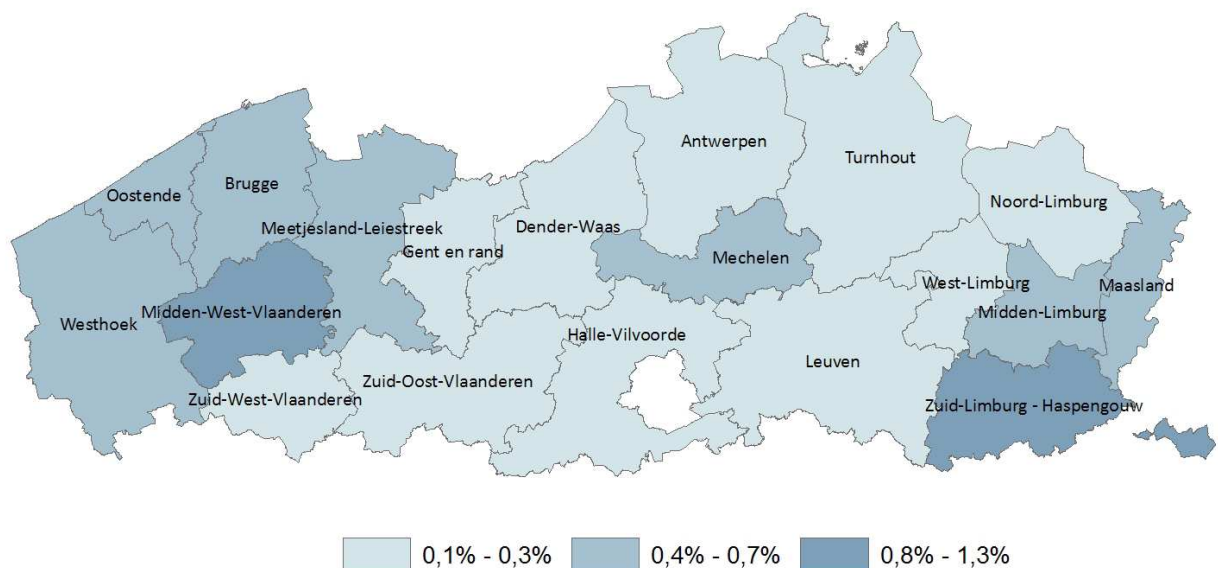 Antwerpen
Turnhout
Oostende
Brugge
Noord-Limburg
Meetjesland-Leiestreek
Dender-Waas
Gent en rand
Mechelen
West-Limburg
Maasland
Midden-West-Vlaanderen
Midden-Limburg
Westhoek
Halle-Vilvoorde
Leuven
Zuid-Oost-Vlaanderen
Zuid-West-Vlaanderen
Zuid-Limburg - Haspengouw
0,1% - 0,3% 0,4% - 0,7% 0,8% - 1,3%